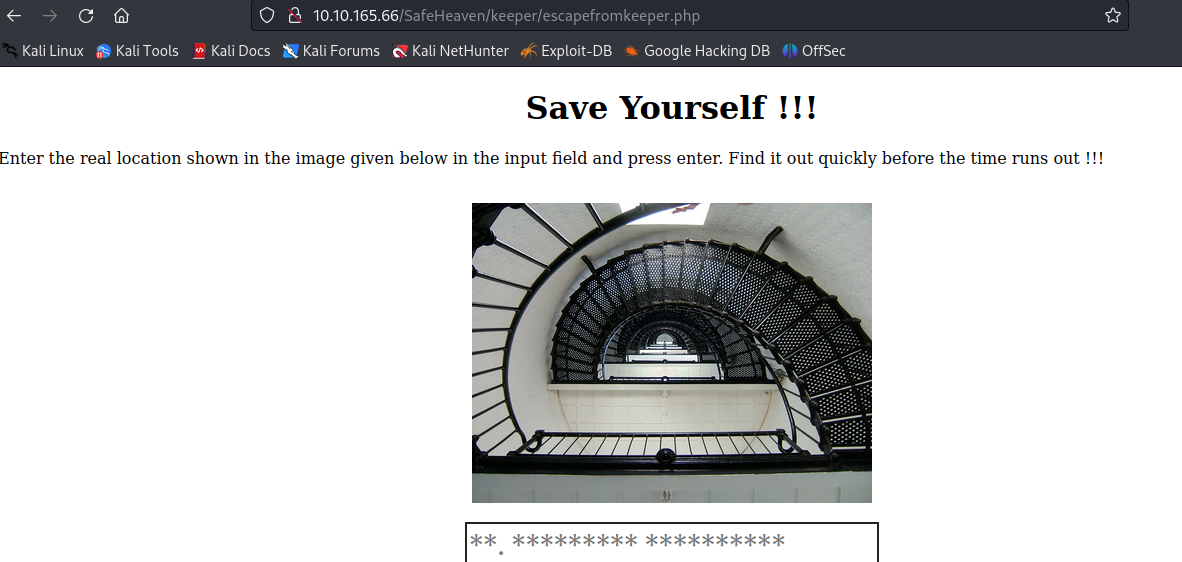 10.10.165.66/SafeHeaven/keeper/escapefromkeeper.php
Kali Linux Kali Tools Kali Docs Kali Forums Kali NetHunter Exploit-DB Google Hacking DB OffSec
Save Yourself !!!
Enter the real location shown in the image given below in the input field and press enter. Find it out quickly before the time runs out !!!
**. ********* **********